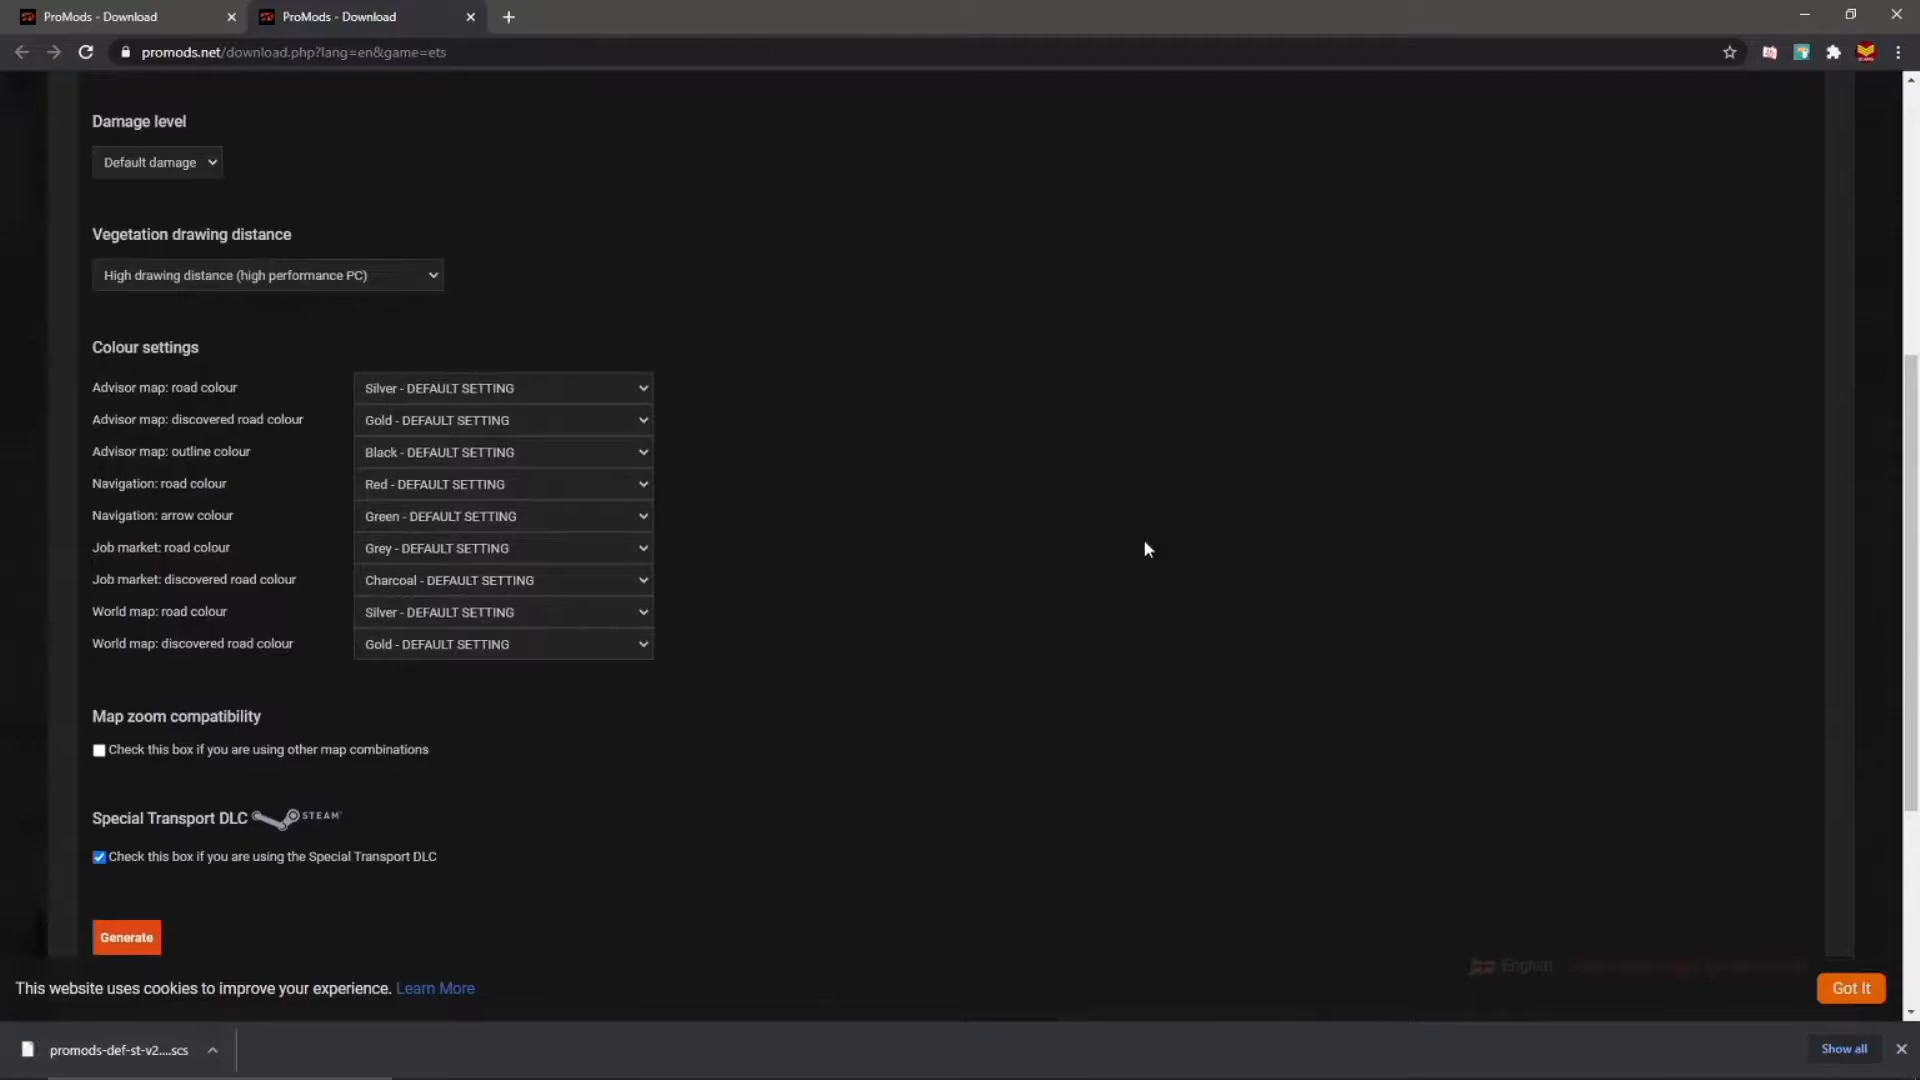 ProMods - Download
ProMods - Download
promods.net/download.php?lang=en&game=ets
Damage level
Default damage
Vegetation drawing distance
High drawing distance (high performance PC)
Colour settings
Advisor map: road colour Silver - DEFAULT SETTING
Advisor map: discovered road colour Gold - DEFAULT SETTING
Advisor map: outline colour Black - DEFAULT SETTING
Navigation: road colour Red - DEFAULT SETTING
Navigation: arrow colour Green - DEFAULT SETTING
Job market: road colour Grey - DEFAULT SETTING
Job market: discovered road colour Charcoal - DEFAULT SETTING
World map: road colour Silver - DEFAULT SETTING
World map: discovered road colour Gold - DEFAULT SETTING
Map zoom compatibility
Check this box if you are using other map combinations
Special Transport DLC STEAM
Check this box if you are using the Special Transport DLC
Generate
English
This website uses cookies to improve your experience. Learn More Got It
promods-def-st-v2....scs Show all